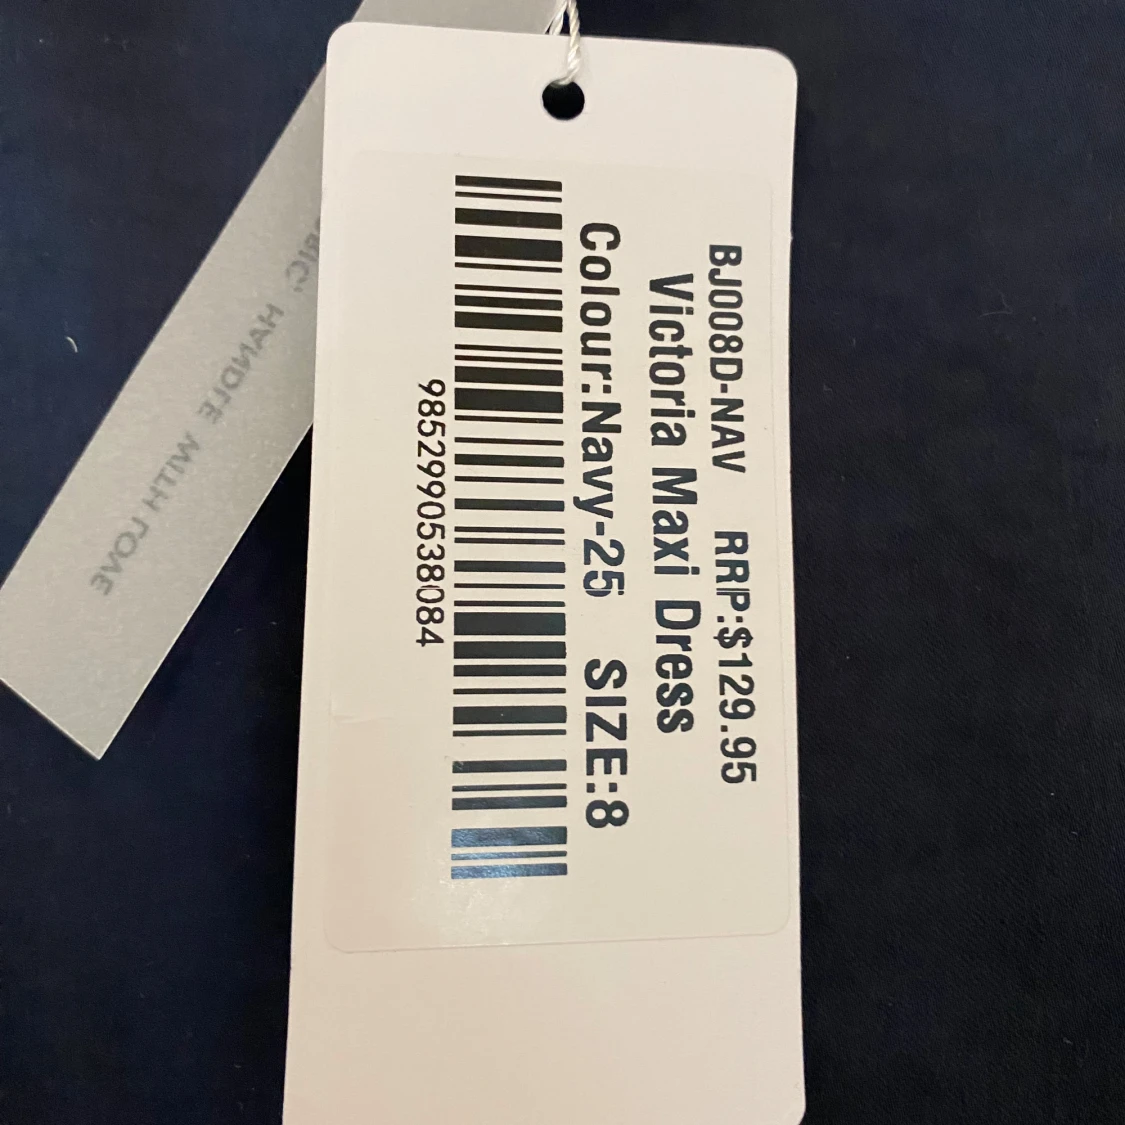 BJ008D-NAV RRP:$129.95
Victoria Maxi Dress
Colour:Navy-25 SIZE:8
9852990538084
HANDLE WITH LOVE